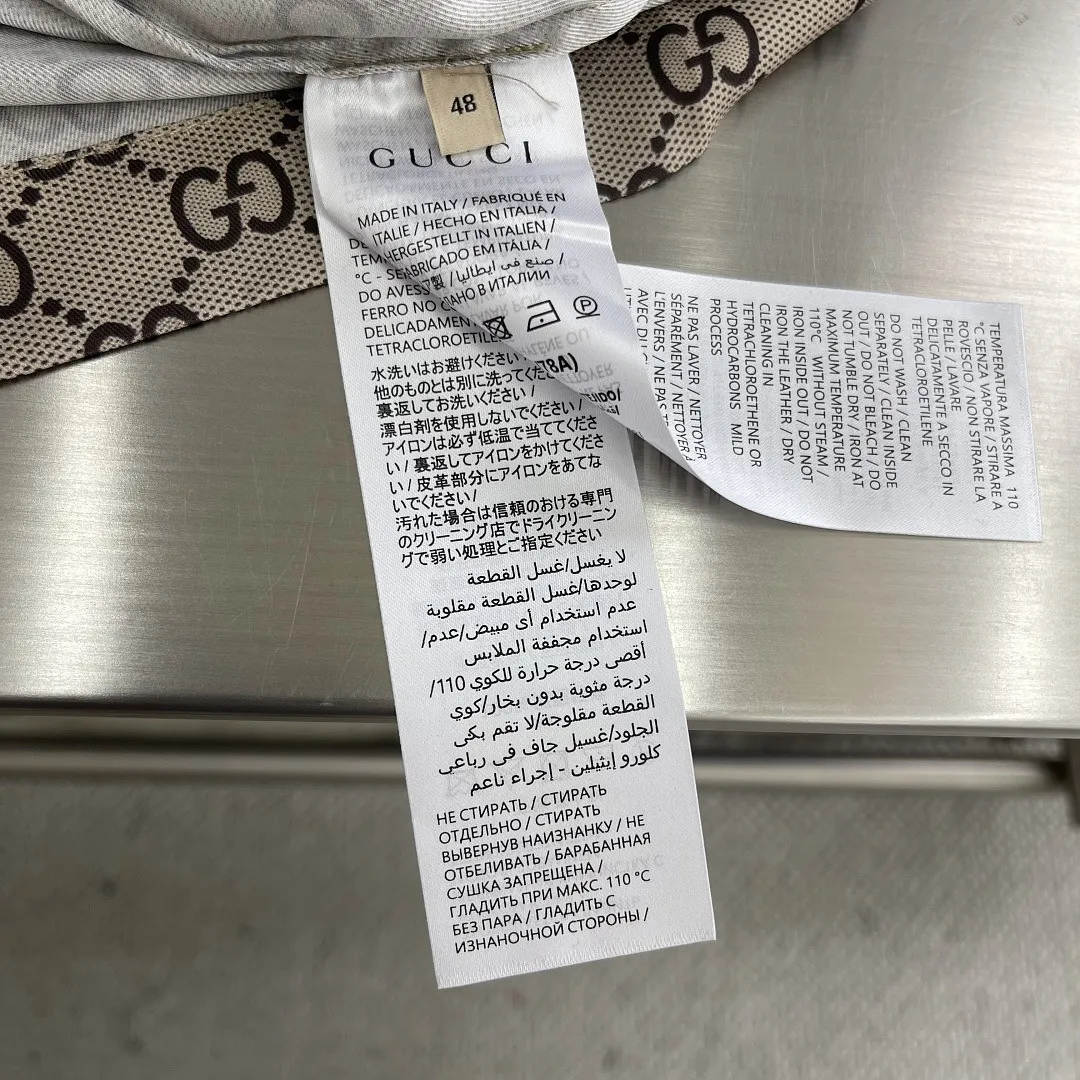 48
GUCCI
MADE IN ITALY / FABRIQUÉ EN
ITALIE / HECHO EN ITALIA /
HERGESTELLT IN ITALIEN /
FABRICADO EM ITÁLIA /
صنع فى ايطاليا /
В ИТАЛИИ
°C - SE
DO AVES
FERRO NO
DELICADAMENT
TETRACLOROETILE
P
水洗いはお避けください
他のものとは別に洗ってく
裏返してお洗いください /
漂白剤を使用しないでください /
アイロンは必ず低温で当ててくださ
い / 裏返してアイロンをかけてくださ
い / 皮革部分にアイロンをあてな
いでください/
汚れた場合は信頼のおける専門
のクリーニング店でドライクリーニン
グで弱い処理とご指定ください
لا يغسل/غسل القطعة
لوحدها/غسل القطعة مقلوبة
عدم استخدام أى مبيض/عدم/
استخدام مجففة الملابس
أقصى درجة حرارة للكوي 110/
درجة مئوية بدون بخار/كوي
القطعة مقلوجة/لا تقم بكى
الجلود/غسيل جاف فى رباعي
كلورو إيثيلين - إجراء ناعم
НЕ СТИРАТЬ / СТИРАТЬ
ОТДЕЛЬНО / СТИРАТЬ
ВЫВЕРНУВ НАИЗНАНКУ / НЕ
ОТБЕЛИВАТЬ / БАРАБАННАЯ
СУШКА ЗАПРЕЩЕНА /
ГЛАДИТЬ ПРИ МАКС. 110 °C
БЕЗ ПАРА / ГЛАДИТЬ С
ИЗНАНОЧНОЙ СТОРОНЫ /
TEMPERATURA MASSIMA 110
°C SENZA VAPORE / STIRARE A
ROVESCIO / NON STIRARE LA
PELLE / LAVARE
DELICATAMENTE A SECCO IN
TETRACLOROETILENE
DO NOT WASH / CLEAN
SEPARATELY / CLEAN INSIDE
OUT / DO NOT BLEACH / DO
NOT TUMBLE DRY / IRON AT
MAXIMUM TEMPERATURE
110°C WITHOUT STEAM /
IRON INSIDE OUT / DO NOT
IRON THE LEATHER / DRY
CLEANING IN
TETRACHLOROETHENE OR
HYDROCARBONS MILD
PROCESS
NE PAS LAVER / NETTOYER
SÉPARÉMENT / NETTOYER À
L'ENVERS / NE PAS
AVEC DU